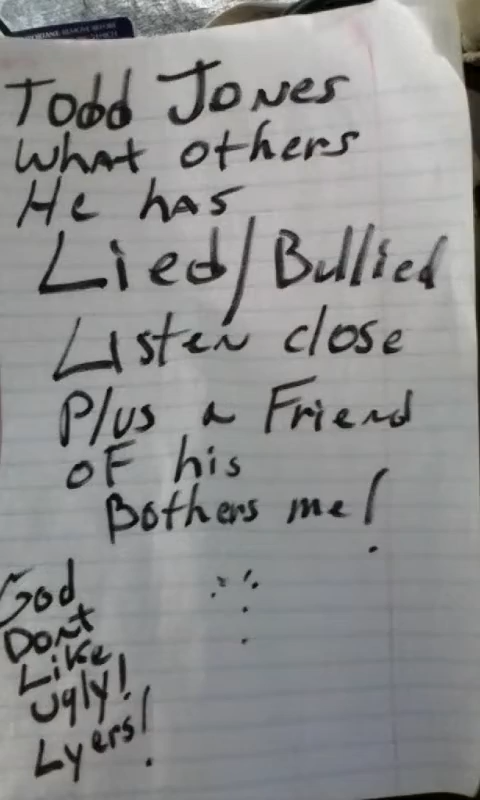 Todd Jones
What others
He has
Lied/Bullied
Listen close
Plus a Friend
of his
Bothers me!
God
Dont
Like
ugly!
Lyers!